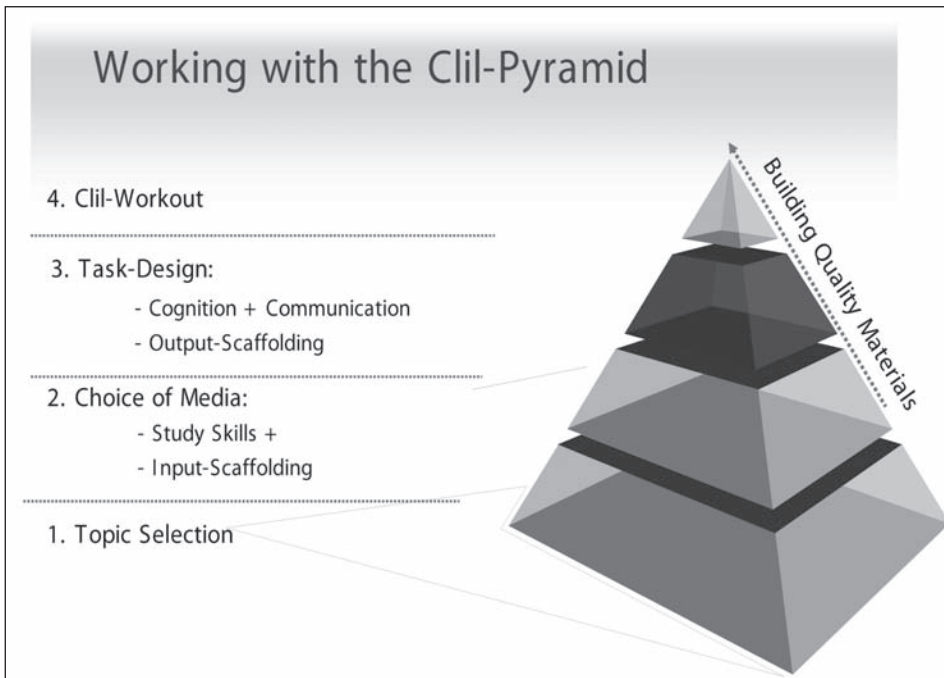 Working with the Clil-Pyramid
4. Clil-Workout
3. Task-Design:
- Cognition + Communication
- Output-Scaffolding
2. Choice of Media:
- Study Skills +
- Input-Scaffolding
1. Topic Selection
Building Quality Materials